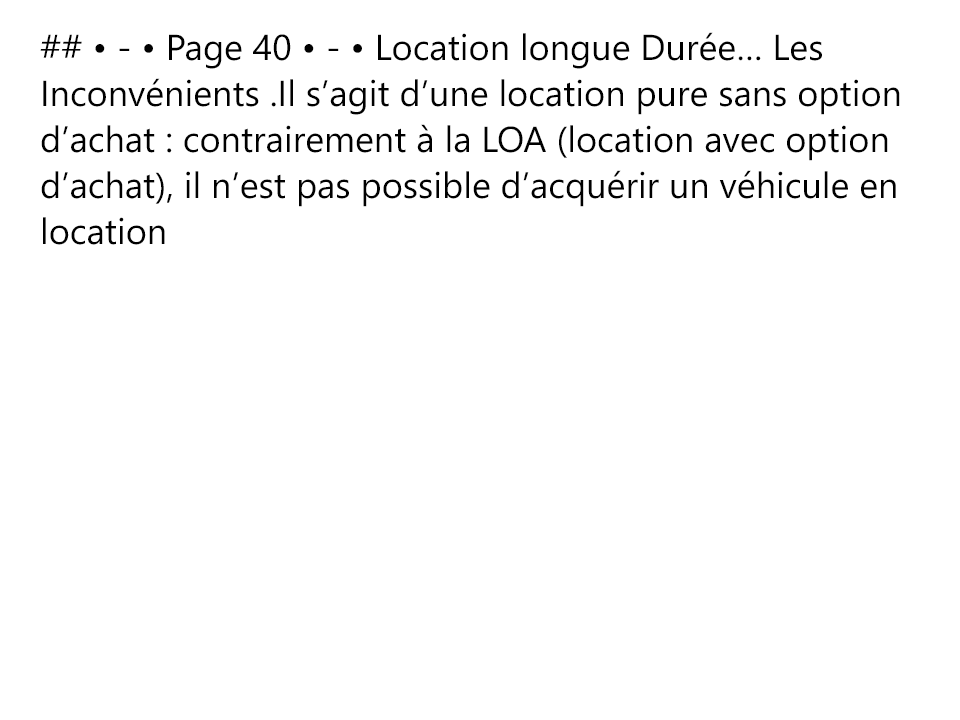 ## • - • Page 40 • - • Location longue Durée… Les
Inconvénients .Il s’agit d’une location pure sans option
d’achat : contrairement à la LOA (location avec option
d’achat), il n’est pas possible d’acquérir un véhicule en
location